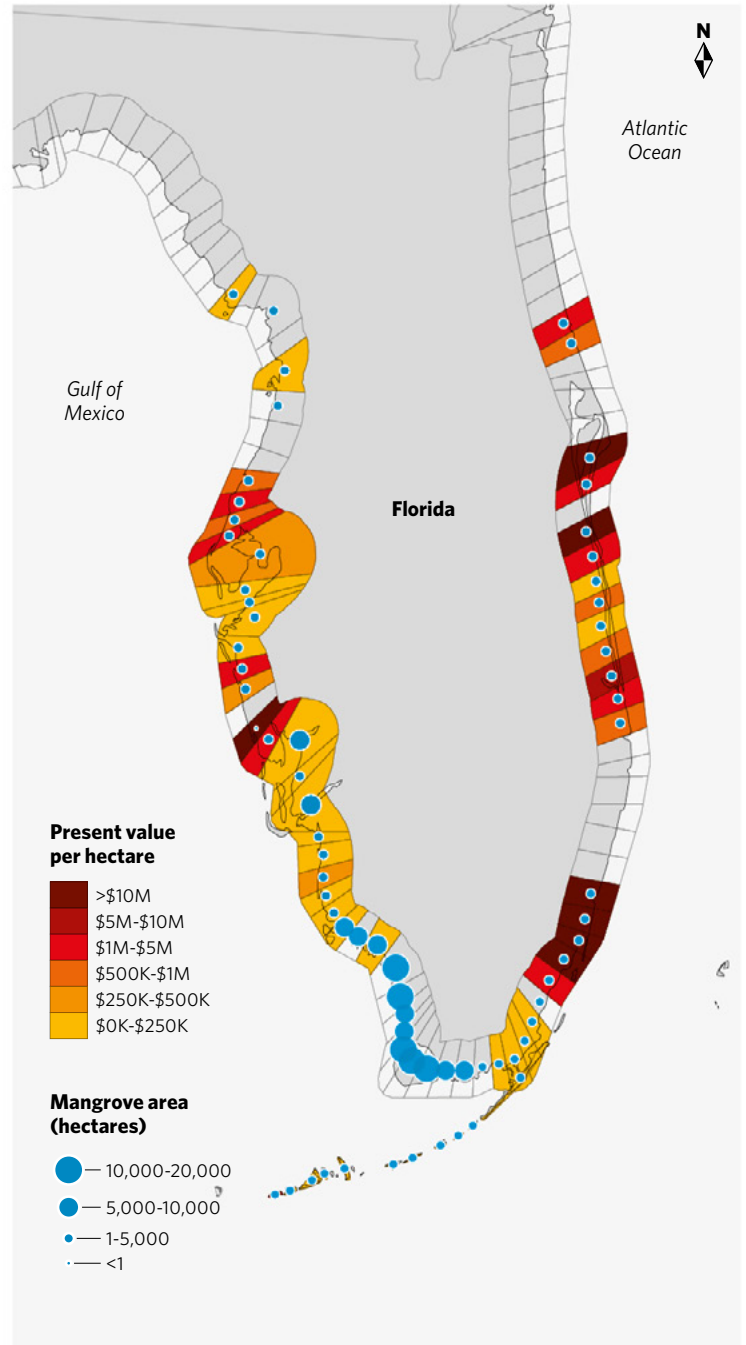 N
Atlantic
Ocean
Gulf of
Mexico
Florida
Present value
per hectare
>$10M
$5M-$10M
$1M-$5M
$500K-$1M
$250K-$500K
$0K-$250K
Mangrove area
(hectares)
10,000-20,000
5,000-10,000
1-5,000
<1